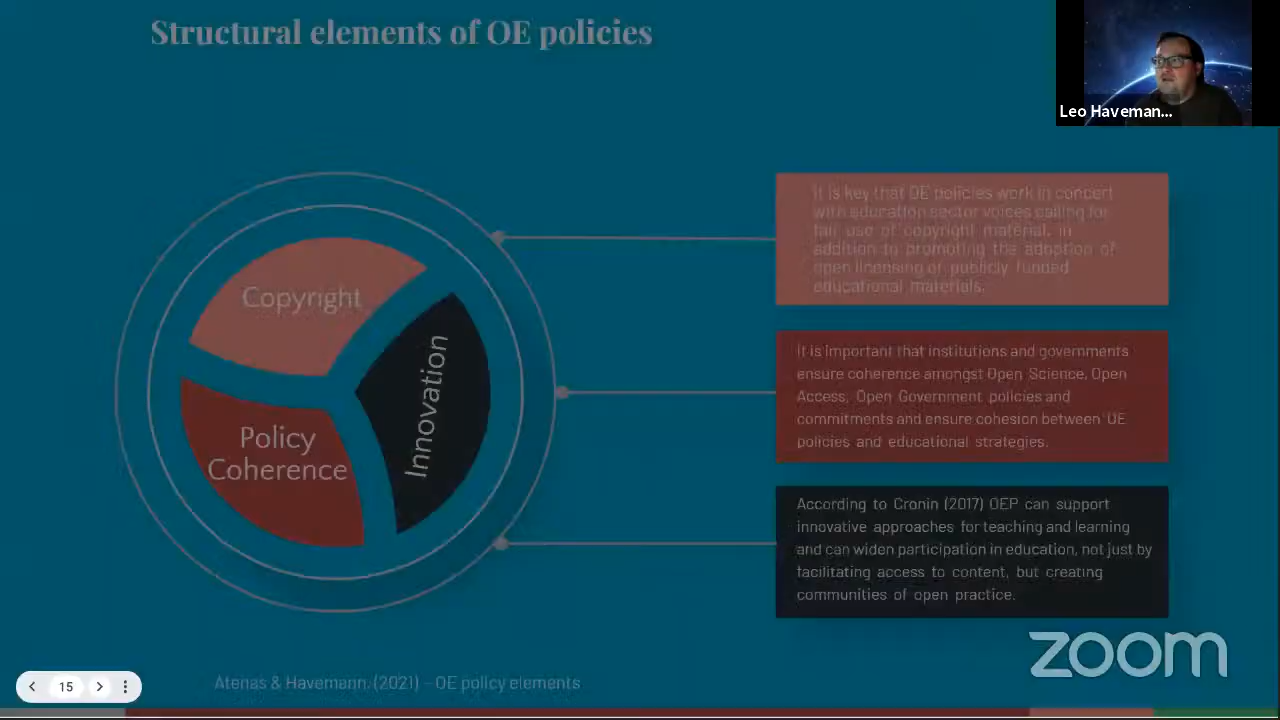 Structural elements of OE policies
Leo Haveman...
Copyright
Innovation
Policy
Coherence
It is key that OE policies work in concert
with education sector voices calling for
fair use of copyright material, in
addition to promoting the adoption of
open licensing of publicly funded
educational materials.
It is important that institutions and governments
ensure coherence amongst Open Science, Open
Access, Open Government policies and
commitments and ensure cohesion between OE
policies and educational strategies.
According to Cronin (2017) OEP can support
innovative approaches for teaching and learning
and can widen participation in education, not just by
facilitating access to content, but creating
communities of open practice.
zoom
15
Atenas & Havemann. (2021) - OE policy elements